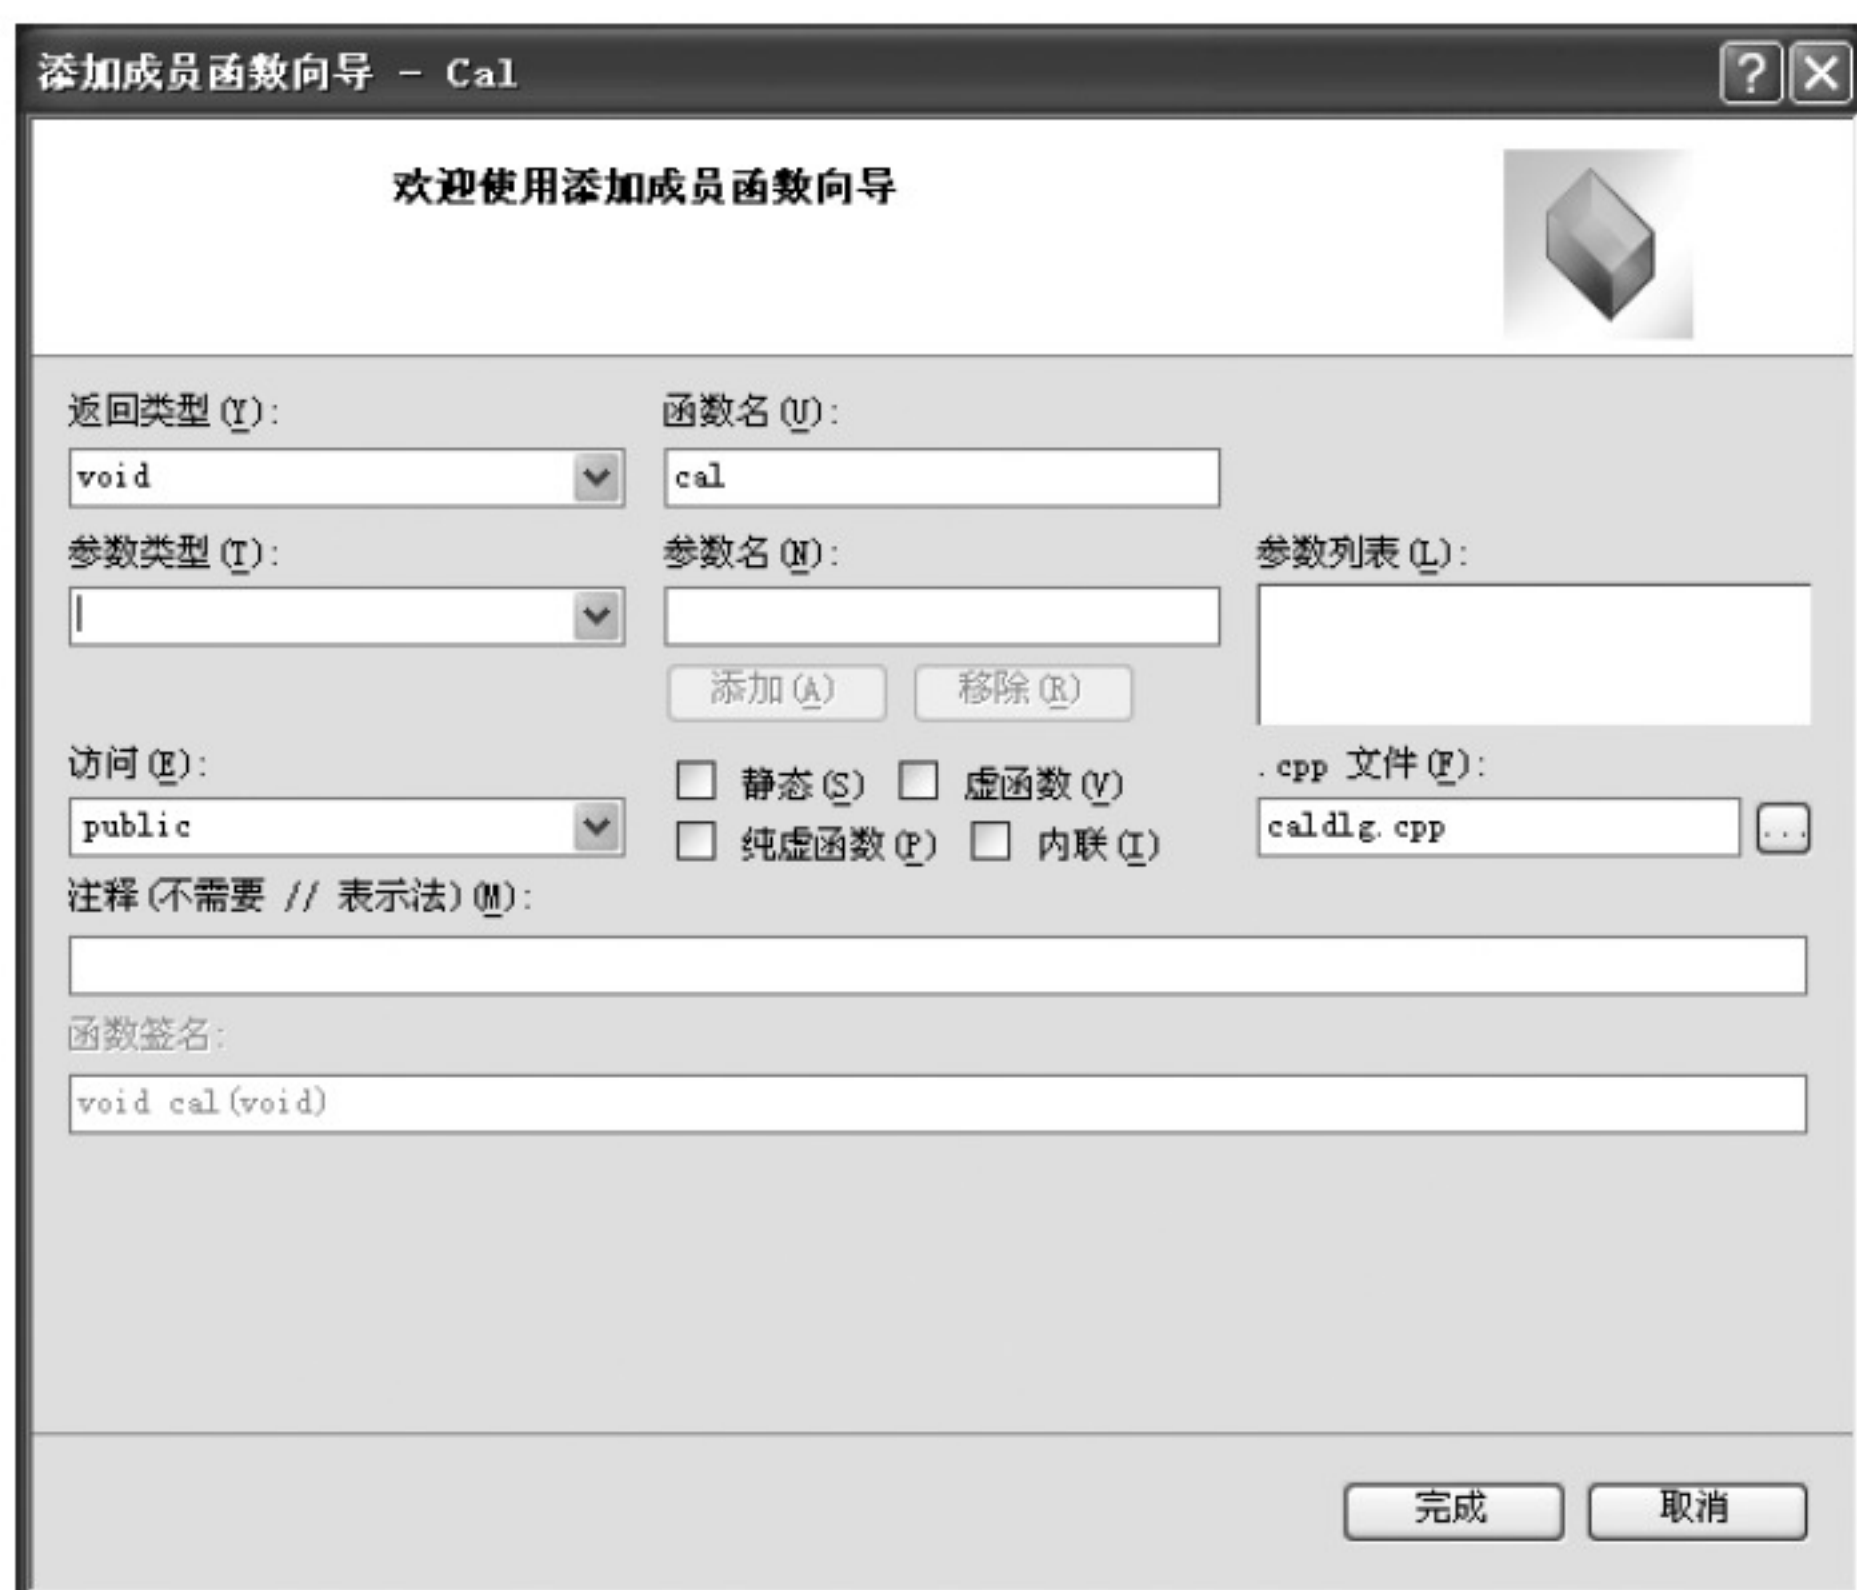 添加成员函数向导 - Cal
欢迎使用添加成员函数向导
返回类型(Y): 函数名(U):
void cal
参数类型(T): 参数名(N): 参数列表(L):
添加(A) 移除(R)
访问(E): 静态(S) 虚函数(V) .cpp 文件(F):
public 纯虚函数(P) 内联(I) caldlg.cpp ...
注释(不需要 // 表示法)(M):
函数签名:
void cal(void)
完成 取消